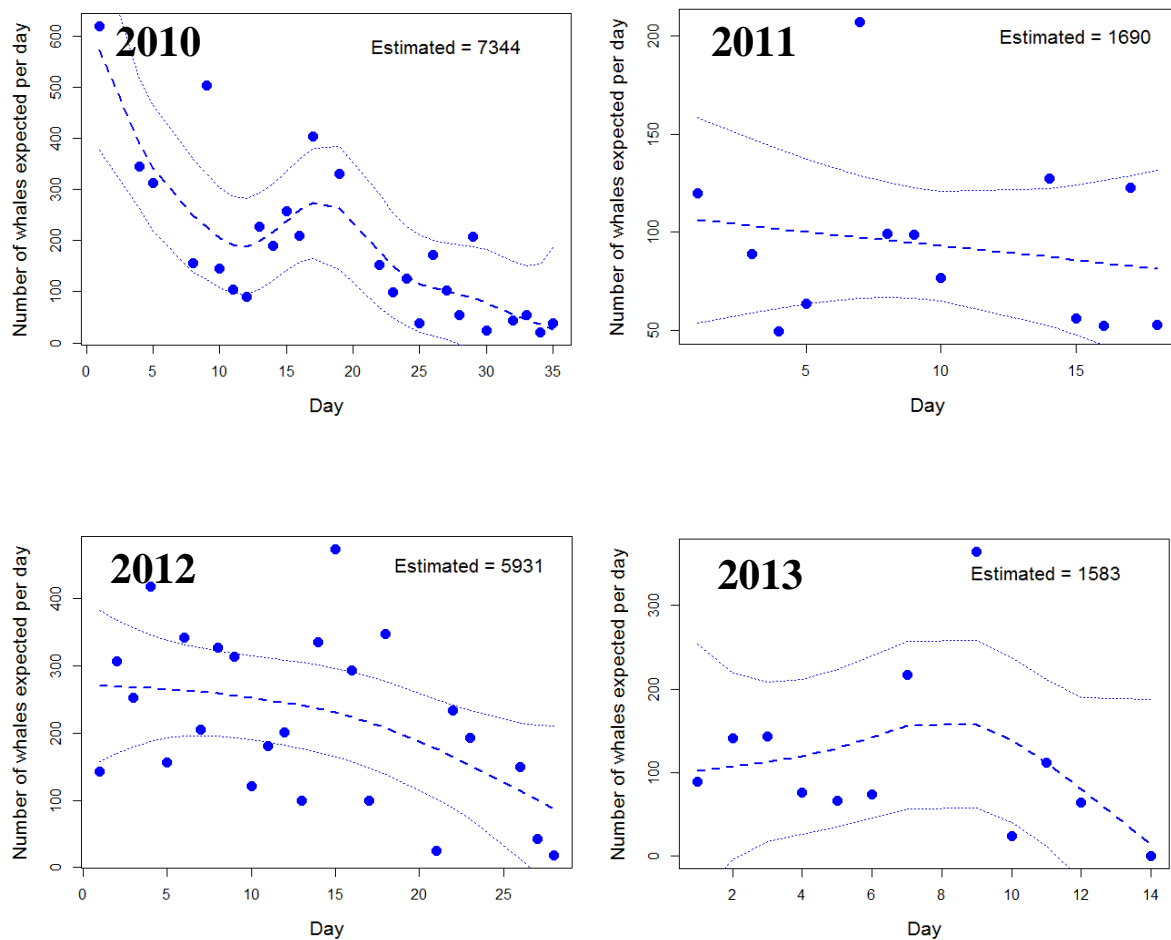 2010
Estimated = 7344
Number of whales expected per day
0
100
200
300
400
500
600
0 5 10 15 20 25 30 35
Day
2011
Estimated = 1690
Number of whales expected per day
50
100
150
200
5 10 15
Day
2012
Estimated = 5931
Number of whales expected per day
0
100
200
300
400
0 5 10 15 20 25
Day
2013
Estimated = 1583
Number of whales expected per day
0
100
200
300
2 4 6 8 10 12 14
Day